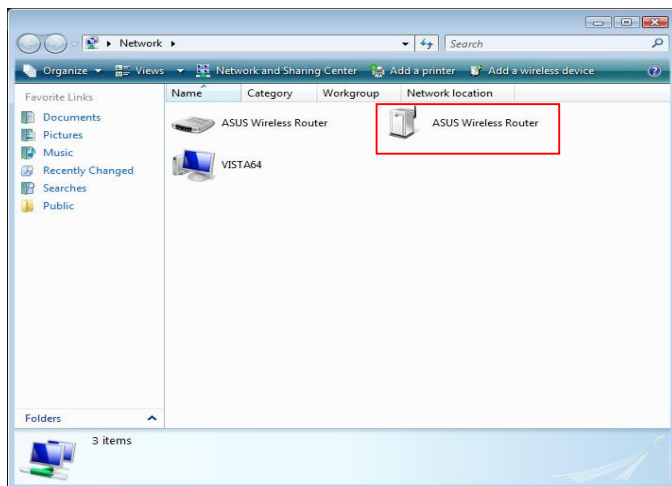 Network
Search
Organize Views Network and Sharing Center Add a printer Add a wireless device
Favorite Links
Documents
Pictures
Music
Recently Changed
Searches
Public
Folders
Name Category Workgroup Network location
ASUS Wireless Router ASUS Wireless Router
VISTA64
3 items